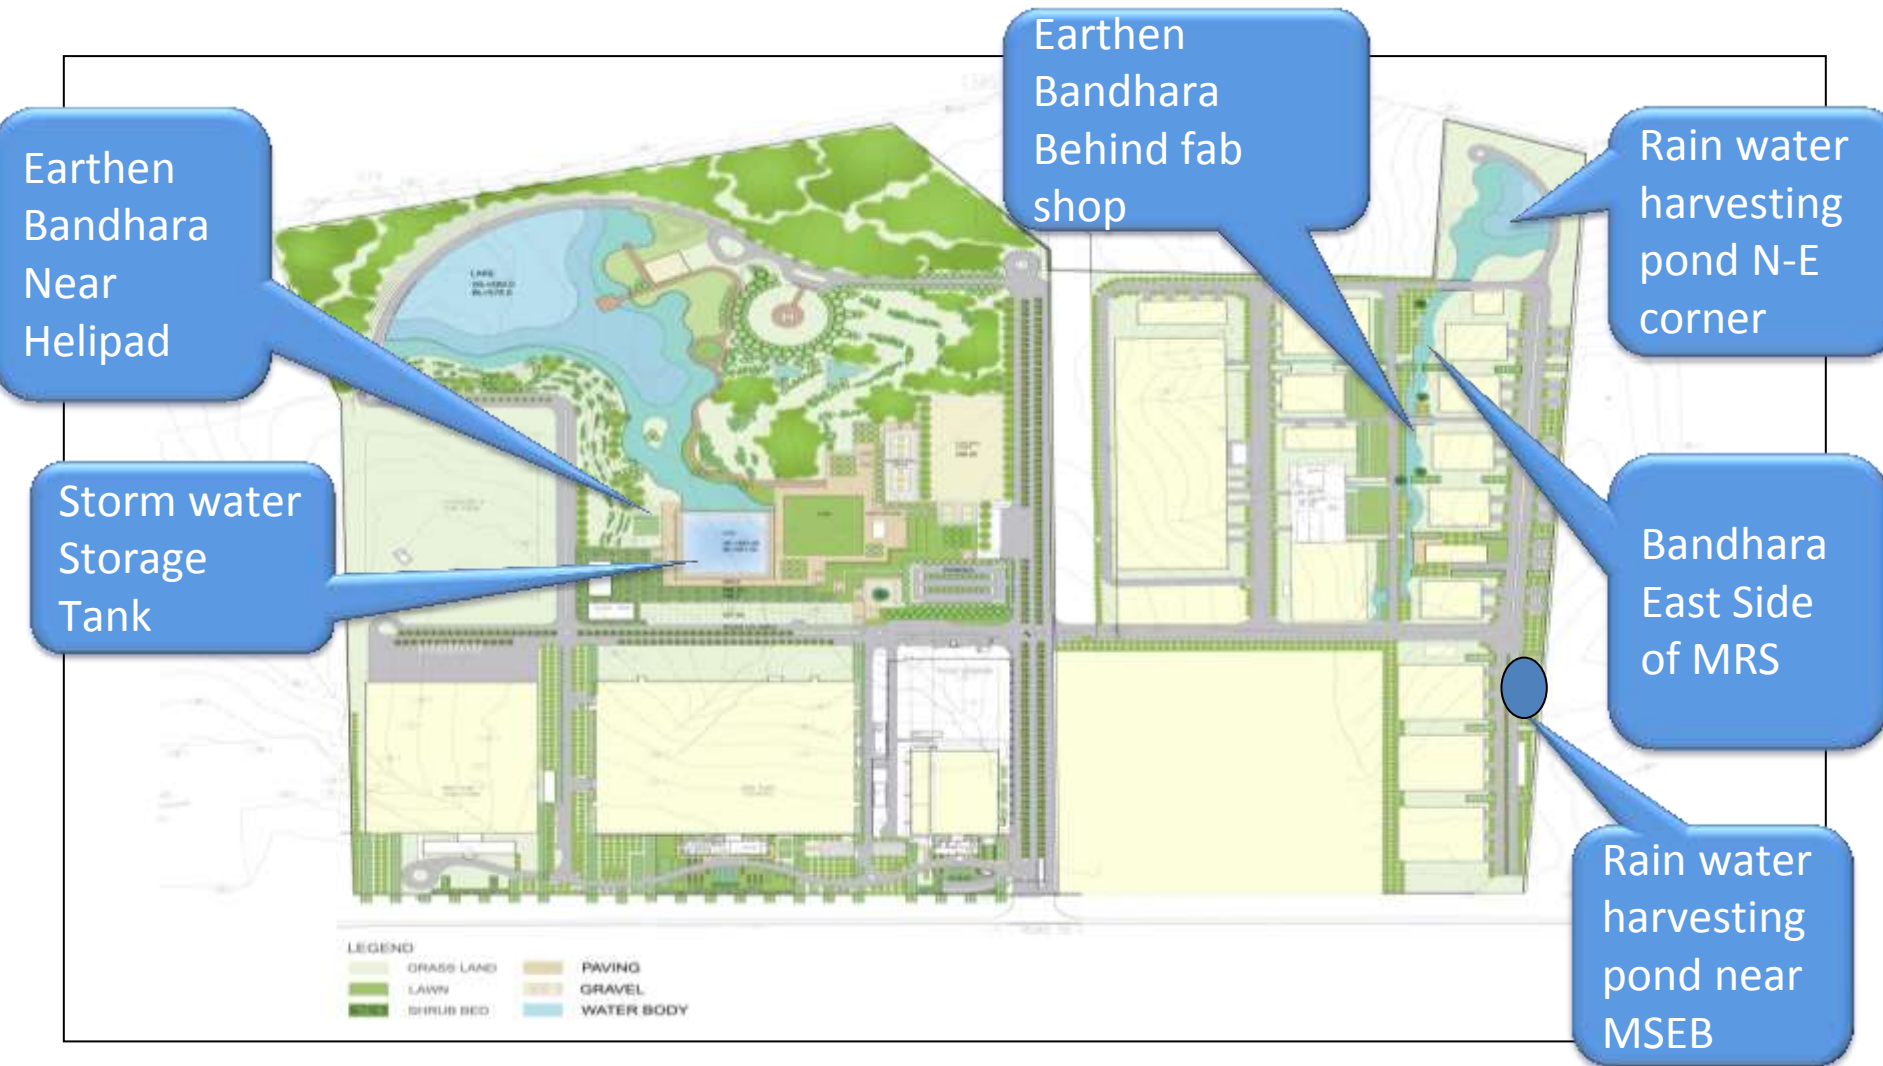 Earthen
Bandhara
Near
Helipad
Storm water
Storage
Tank
Earthen
Bandhara
Behind fab
shop
Rain water
harvesting
pond N-E
corner
Bandhara
East Side
of MRS
Rain water
harvesting
pond near
MSEB
LAKE
H
LEGEND
GRASS LAND
LAWN
SHRUB BED
PAVING
GRAVEL
WATER BODY